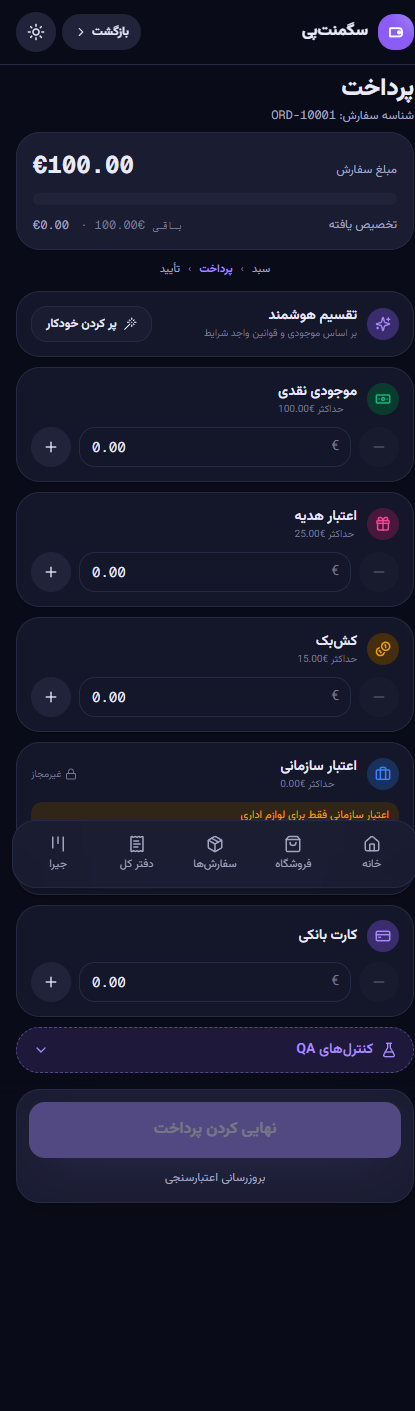 سگمنت‌پی
بازگشت
پرداخت
شناسه سفارش: ORD-10001
مبلغ سفارش
€100.00
تخصیص یافته
باقی €100.00 · €0.00
سبد › پرداخت › تأیید
تقسیم هوشمند
بر اساس موجودی و قوانین واجد شرایط
پر کردن خودکار
موجودی نقدی
حداکثر €100.00
€ 0.00
اعتبار هدیه
حداکثر €25.00
€ 0.00
کش‌بک
حداکثر €15.00
€ 0.00
اعتبار سازمانی
حداکثر €0.00
غیرمجاز
اعتبار سازمانی فقط برای لوازم اداری
خانه
فروشگاه
سفارش‌ها
دفتر کل
جیرا
کارت بانکی
€ 0.00
کنترل‌های QA
نهایی کردن پرداخت
بروزرسانی اعتبارسنجی